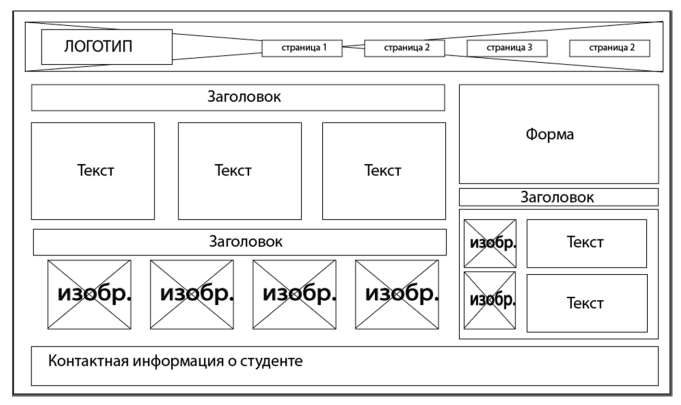 ЛОГОТИП
страница 1
страница 2
страница 3
страница 2
Заголовок
Текст
Текст
Текст
Заголовок
изобр.
изобр.
изобр.
изобр.
Форма
Заголовок
изобр.
Текст
изобр.
Текст
Контактная информация о студенте